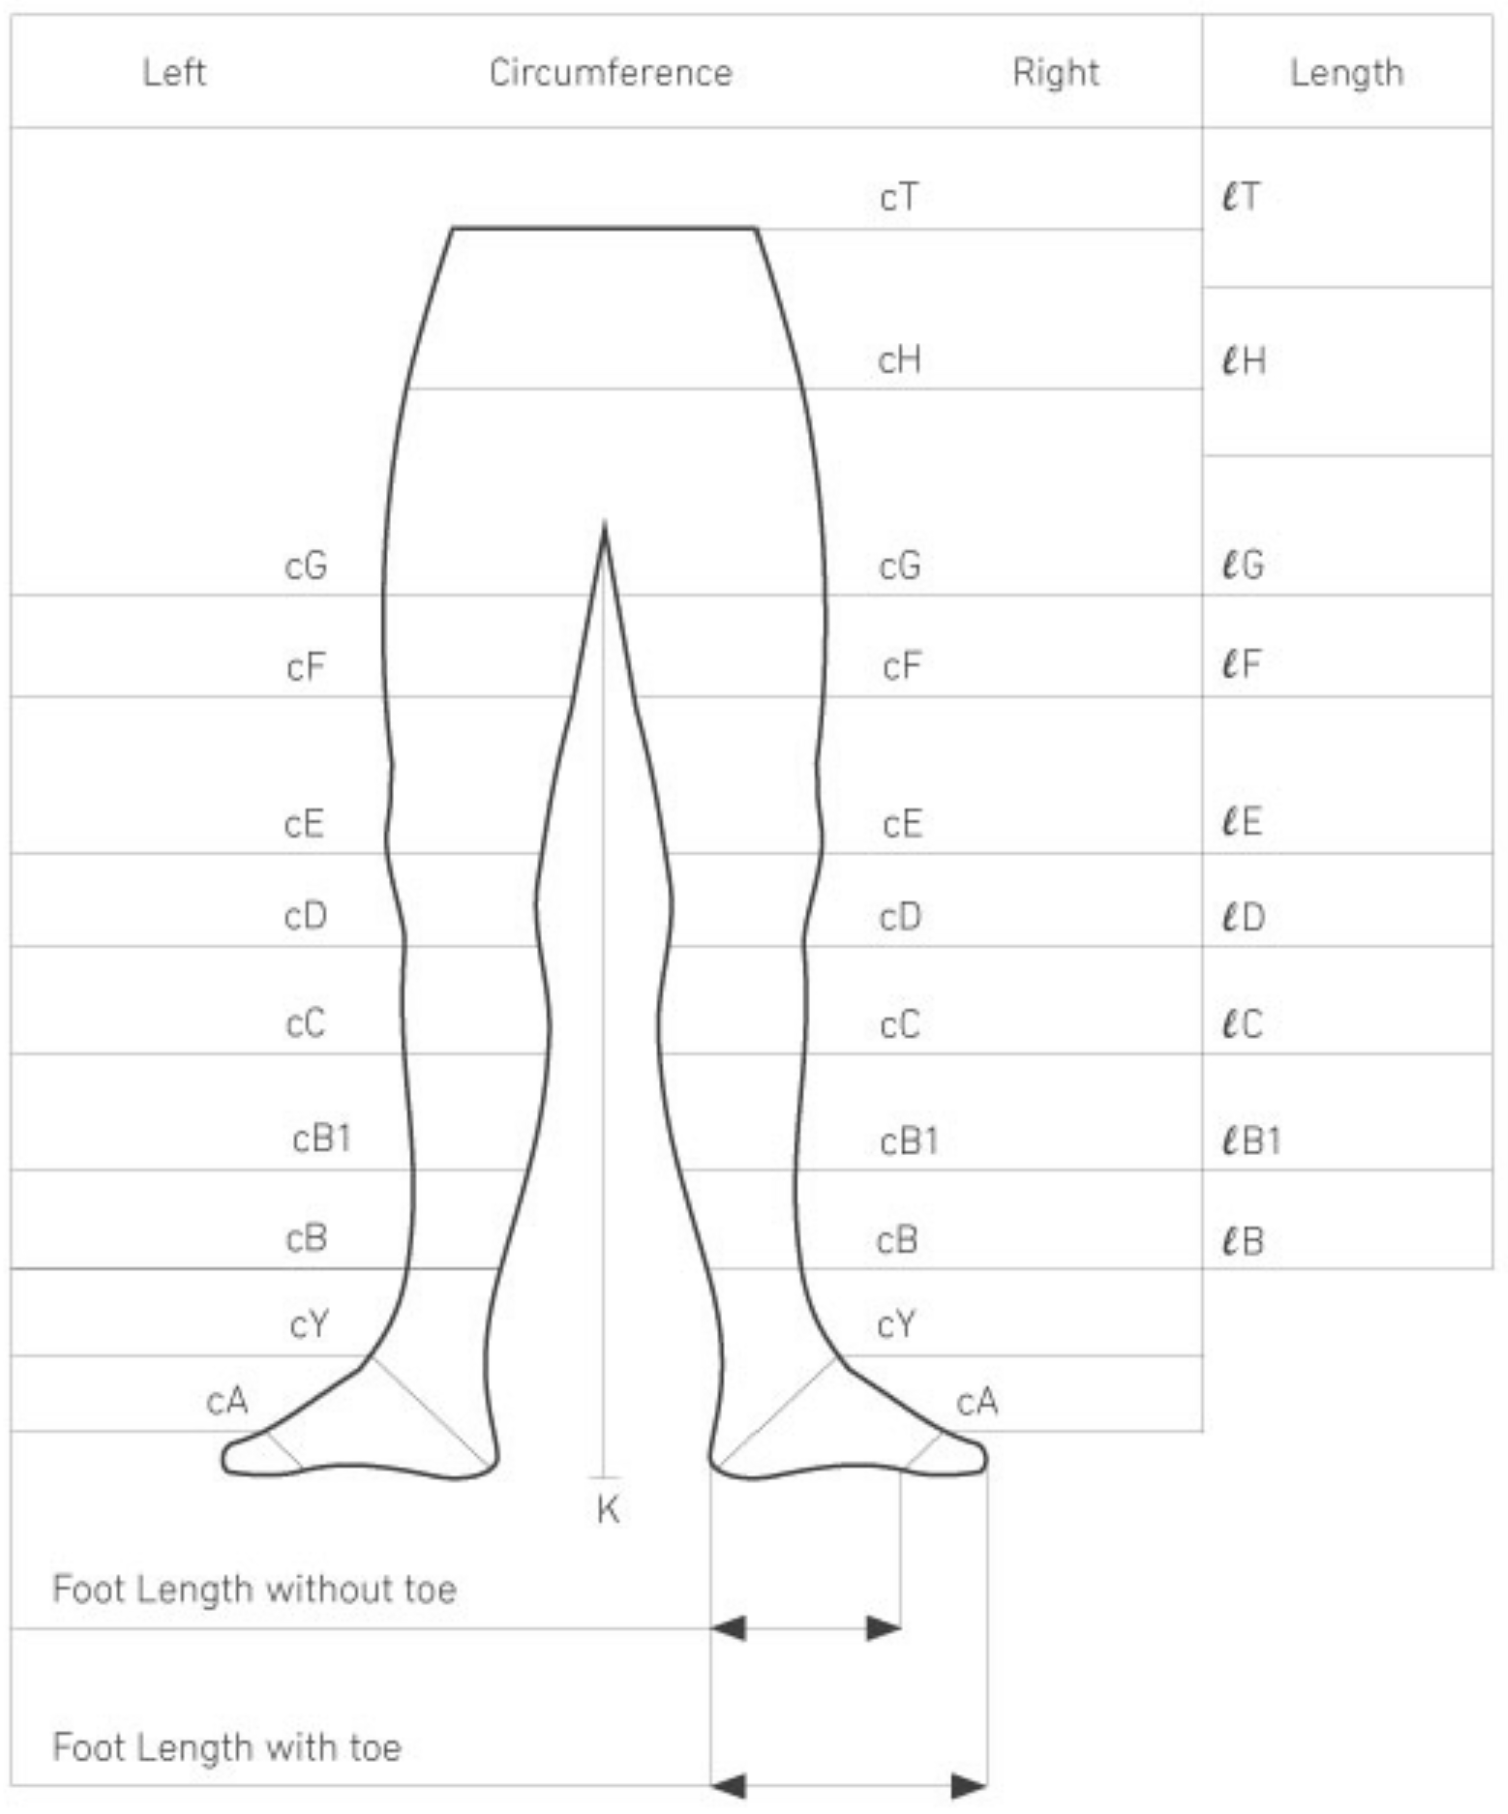 Left Circumference Right Length
cT ℓT
cH ℓH
cG cG ℓG
cF cF ℓF
cE cE ℓE
cD cD ℓD
cC cC ℓC
cB1 cB1 ℓB1
cB cB ℓB
cY cY
cA cA
K
Foot Length without toe
Foot Length with toe